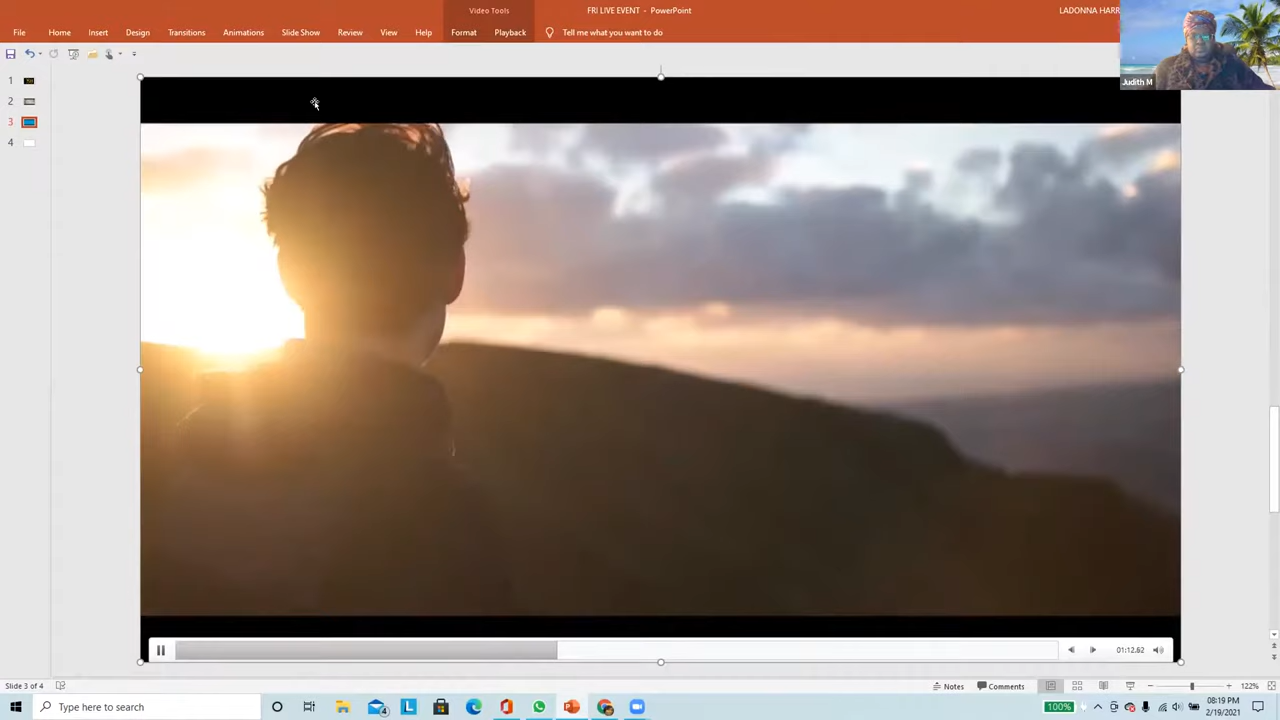 Video Tools
FRI LIVE EVENT - PowerPoint
LADONNA HARR
File Home Insert Design Transitions Animations Slide Show Review View Help Format Playback Tell me what you want to do
Judith M
1
2
3
4
01:12.62
Slide 3 of 4
Notes Comments 122%
Type here to search
4
L
100%
08:19 PM
2/19/2021